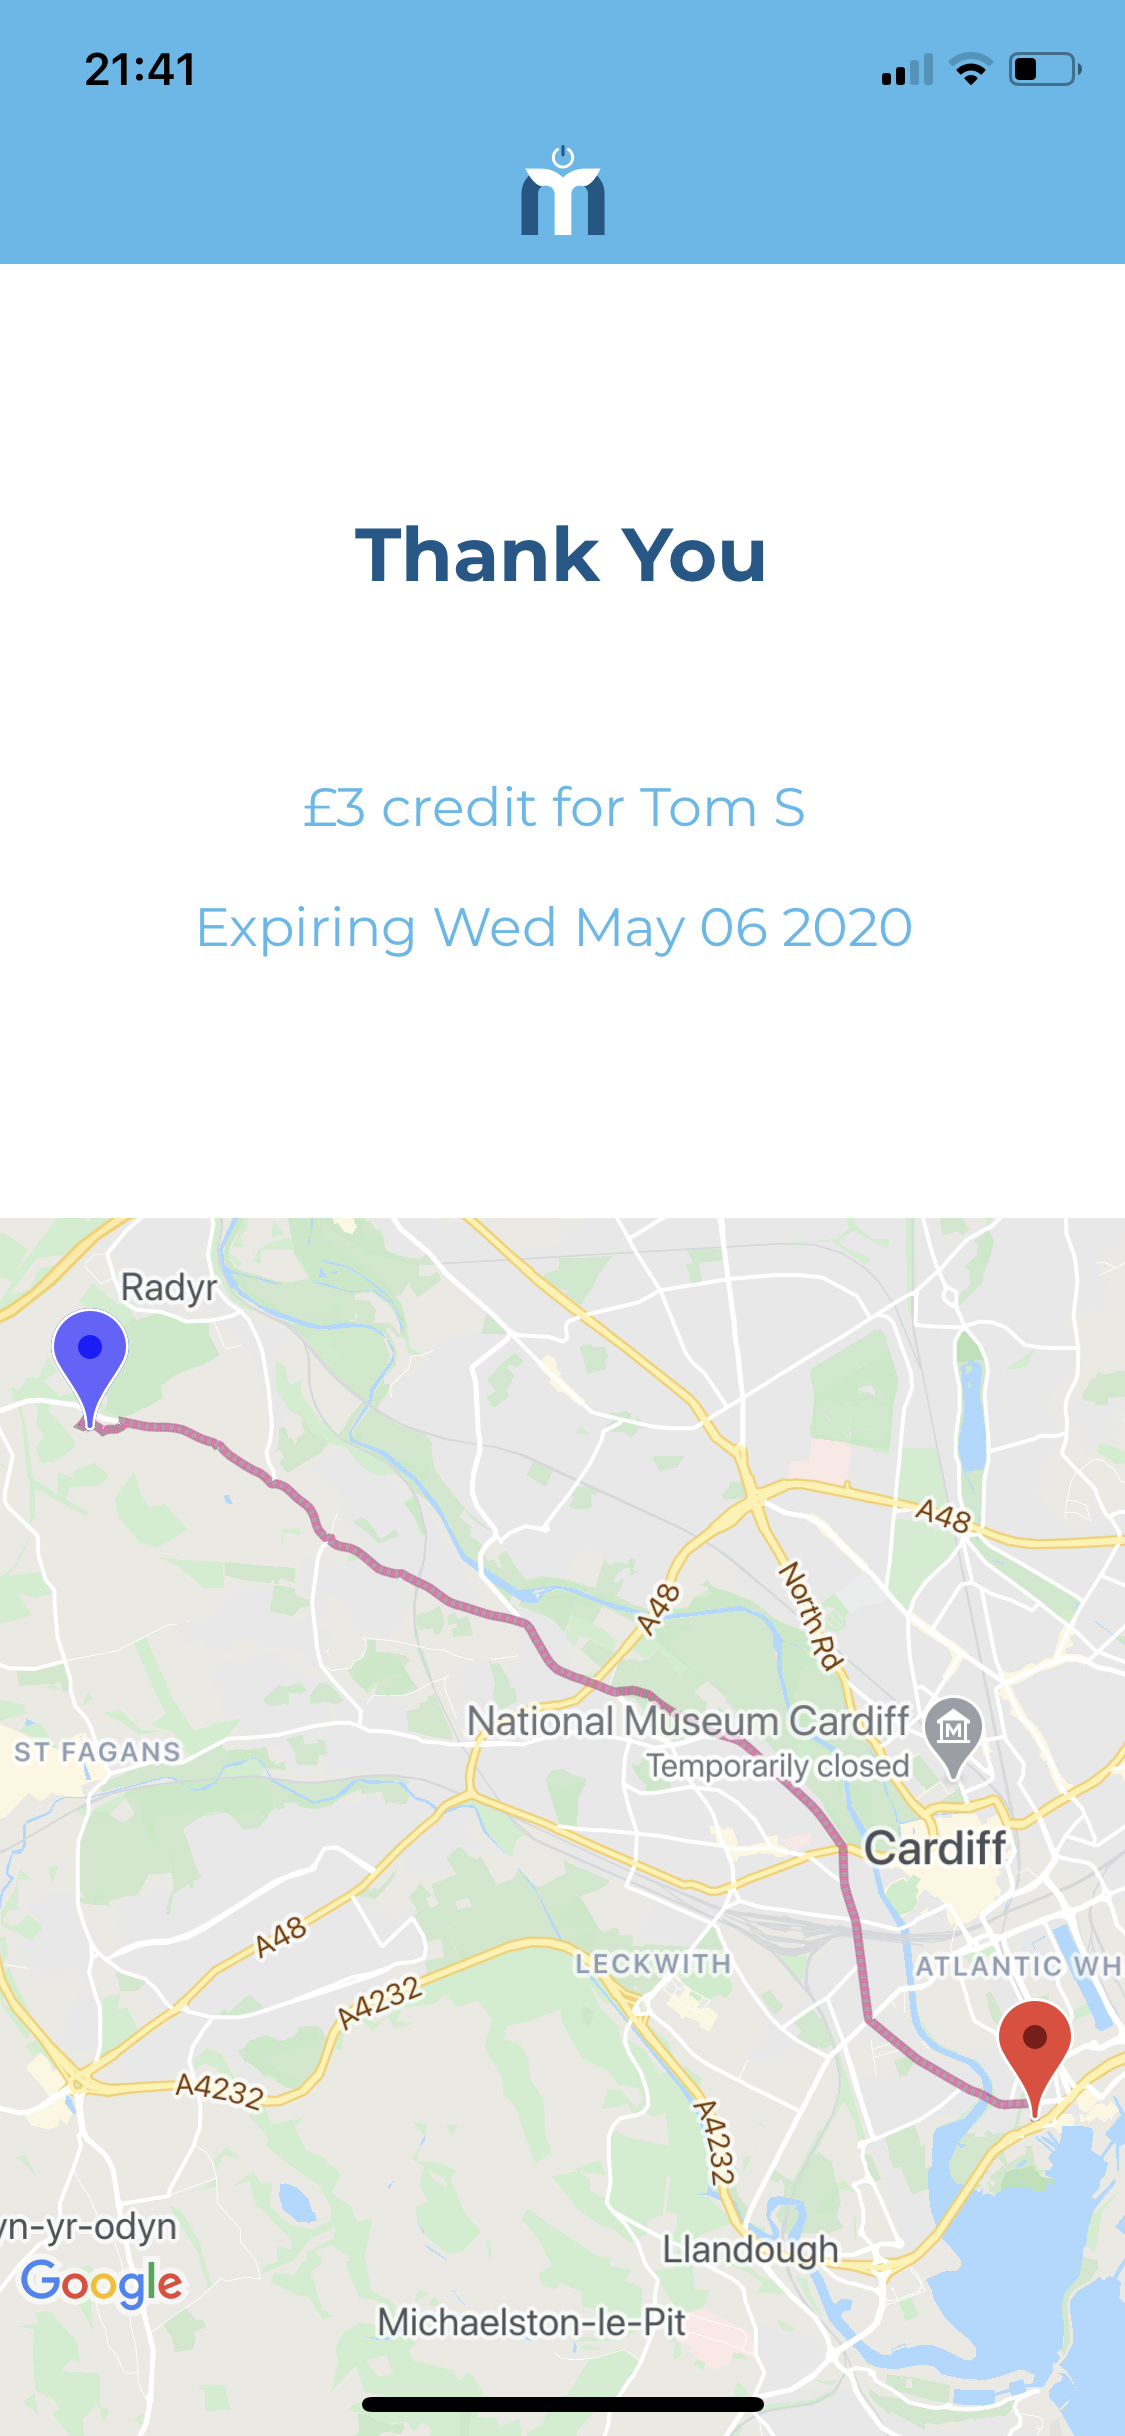 21:41
Thank You
£3 credit for Tom S
Expiring Wed May 06 2020
Radyr
A48
A48
North Rd
National Museum Cardiff
Temporarily closed
ST FAGANS
Cardiff
A48
LECKWITH
ATLANTIC WH
A4232
A4232
A4232
yn-yr-odyn
Llandough
Google
Michaelston-le-Pit